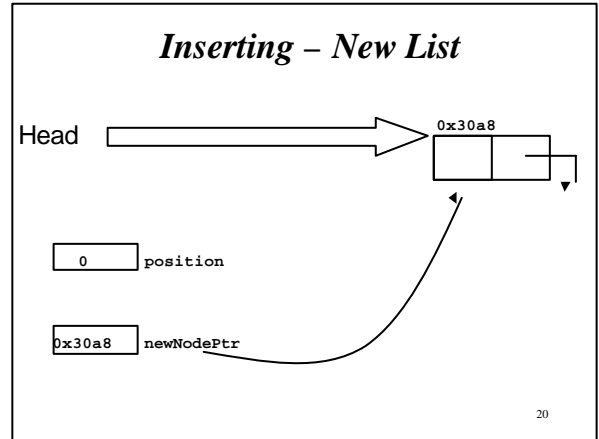 Inserting – New List
0x30a8
Head
0 position
0x30a8 newNodePtr
20